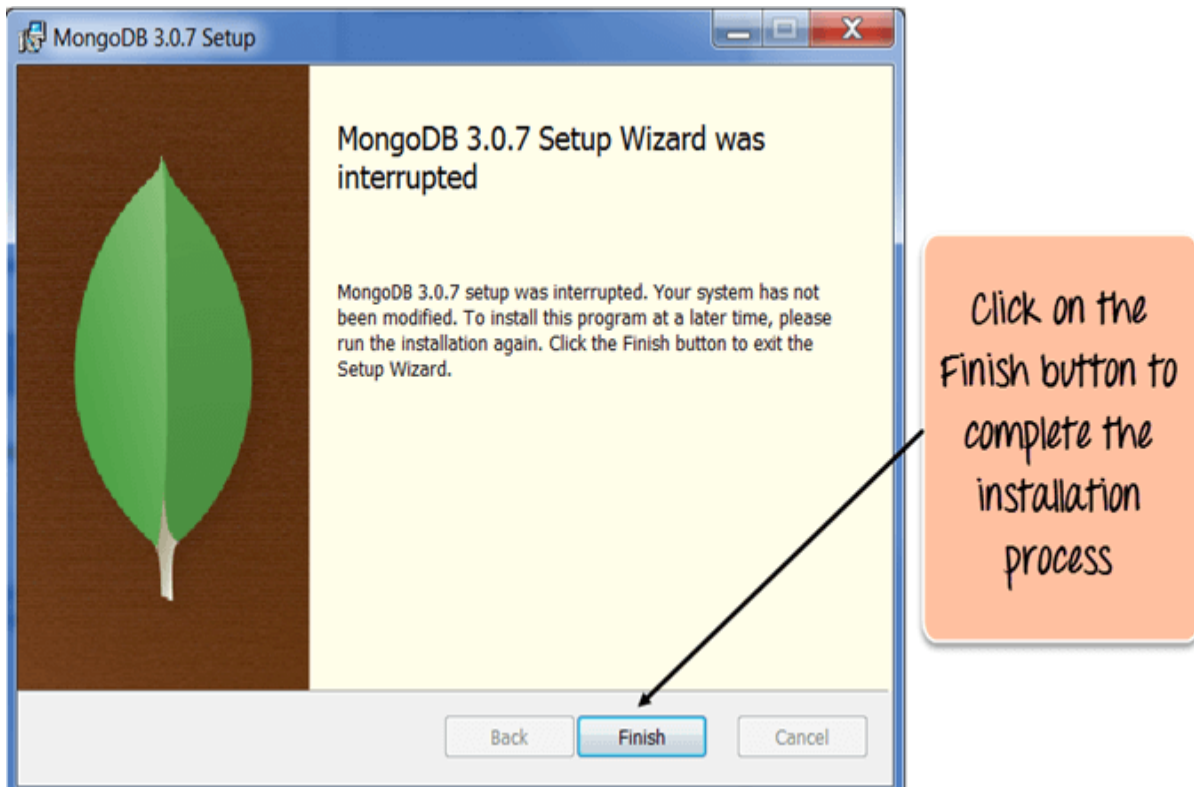 MongoDB 3.0.7 Setup
MongoDB 3.0.7 Setup Wizard was
interrupted
MongoDB 3.0.7 setup was interrupted. Your system has not
been modified. To install this program at a later time, please
run the installation again. Click the Finish button to exit the
Setup Wizard.
Click on the
Finish button to
complete the
installation
process
Back
Finish
Cancel